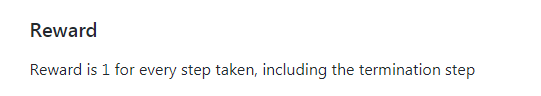 Reward
Reward is 1 for every step taken, including the termination step